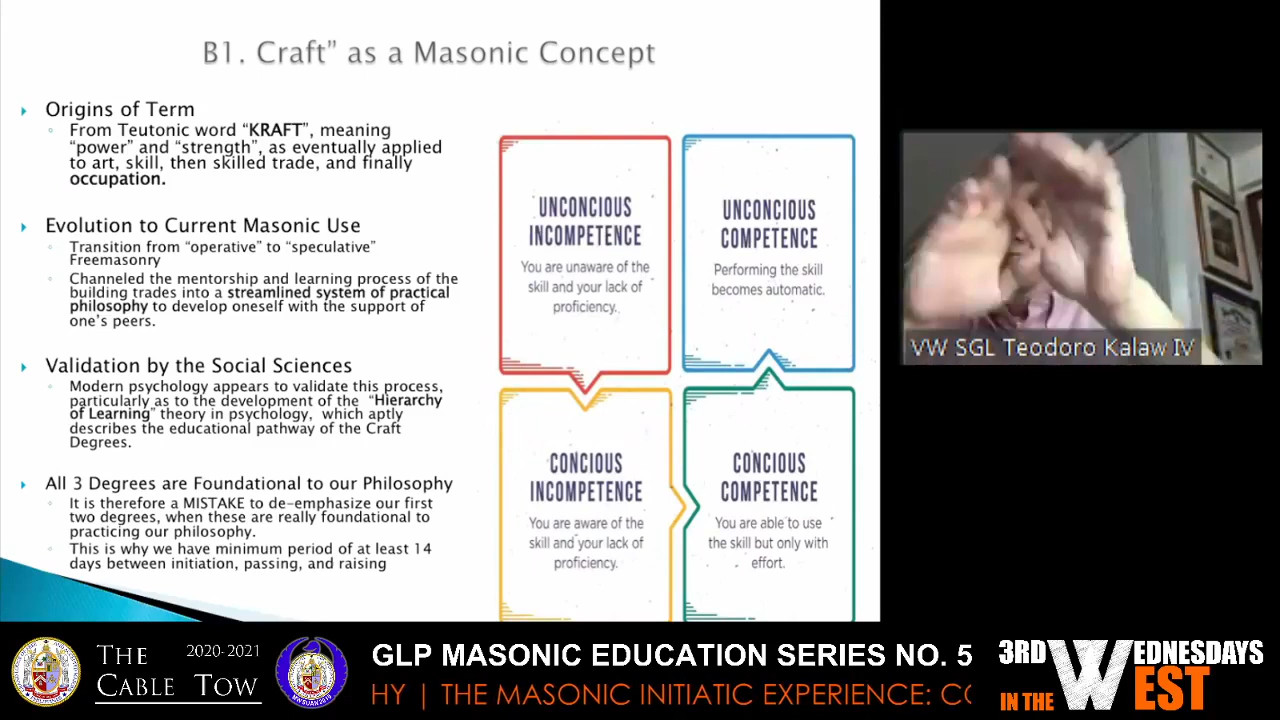 B1. Craft” as a Masonic Concept
Origins of Term
From Teutonic word “KRAFT”, meaning
“power” and “strength”, as eventually applied
to art, skill, then skilled trade, and finally
occupation.
Evolution to Current Masonic Use
Transition from “operative” to “speculative”
Freemasonry
Channeled the mentorship and learning process of the
building trades into a streamlined system of practical
philosophy to develop oneself with the support of
one’s peers.
Validation by the Social Sciences
Modern psychology appears to validate this process,
particularly as to the development of the “Hierarchy
of Learning” theory in psychology, which aptly
describes the educational pathway of the Craft
Degrees.
All 3 Degrees are Foundational to our Philosophy
It is therefore a MISTAKE to de-emphasize our first
two degrees, when these are really foundational to
practicing our philosophy.
This is why we have minimum period of at least 14
days between initiation, passing, and raising
UNCONCIOUS
INCOMPETENCE
You are unaware of the
skill and your lack of
proficiency.
UNCONCIOUS
COMPETENCE
Performing the skill
becomes automatic.
CONCIOUS
INCOMPETENCE
You are aware of the
skill and your lack of
proficiency.
CONCIOUS
COMPETENCE
You are able to use
the skill but only with
effort.
VW SGL Teodoro Kalaw IV
THE 2020-2021
CABLE TOW
GLP MASONIC EDUCATION SERIES NO. 5
HY | THE MASONIC INITIATIC EXPERIENCE: CO
3RD WEDNESDAYS
IN THE WEST